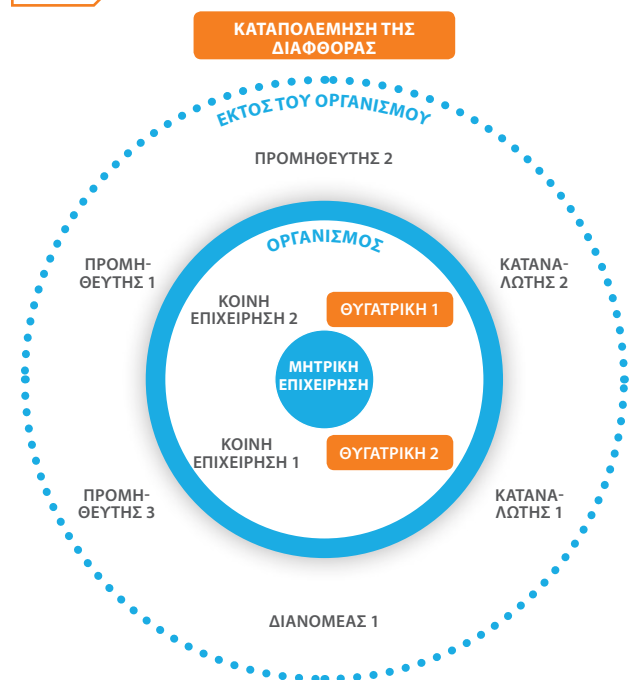 ΚΑΤΑΠΟΛΕΜΗΣΗ ΤΗΣ
ΔΙΑΦΘΟΡΑΣ
ΕΚΤΟΣ ΤΟΥ ΟΡΓΑΝΙΣΜΟΥ
ΠΡΟΜΗΘΕΥΤΗΣ 2
ΟΡΓΑΝΙΣΜΟΣ
ΠΡΟΜΗ-
ΘΕΥΤΗΣ 1
ΚΑΤΑΝΑ-
ΛΩΤΗΣ 2
ΚΟΙΝΗ
ΕΠΙΧΕΙΡΗΣΗ 2
ΘΥΓΑΤΡΙΚΗ 1
ΜΗΤΡΙΚΗ
ΕΠΙΧΕΙΡΗΣΗ
ΚΟΙΝΗ
ΕΠΙΧΕΙΡΗΣΗ 1
ΘΥΓΑΤΡΙΚΗ 2
ΠΡΟΜΗ-
ΘΕΥΤΗΣ 3
ΚΑΤΑΝΑ-
ΛΩΤΗΣ 1
ΔΙΑΝΟΜΕΑΣ 1